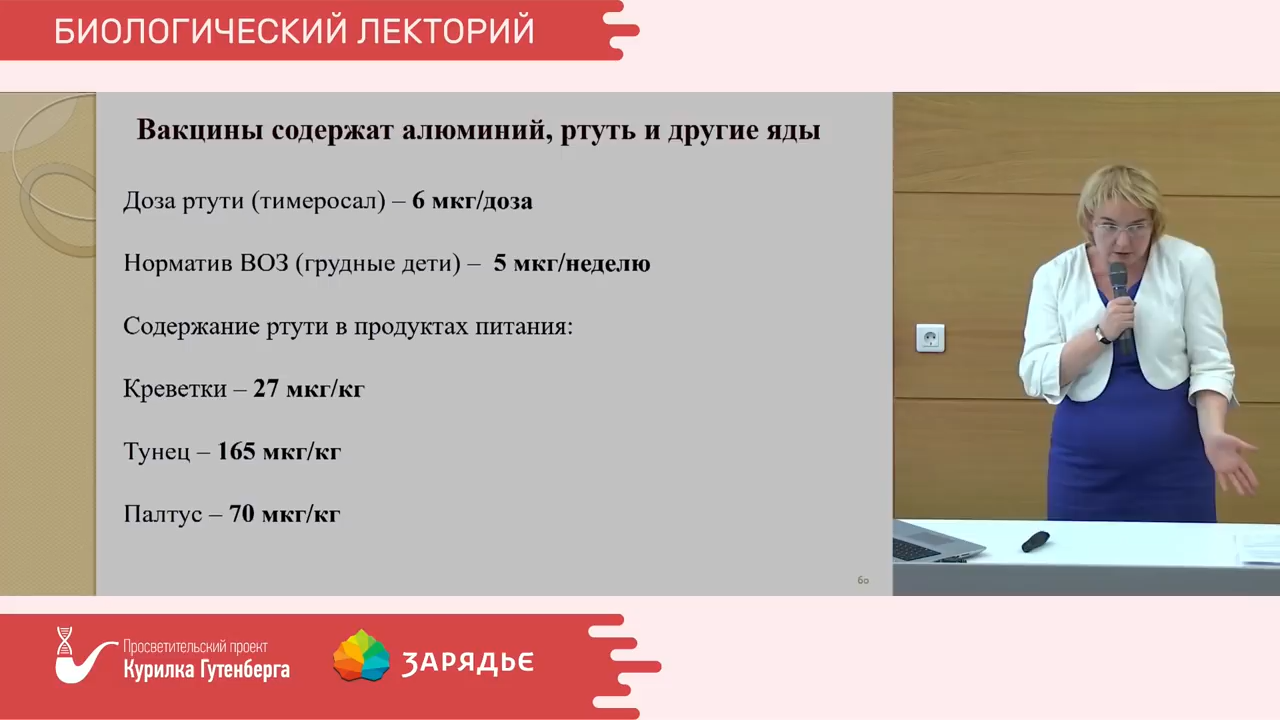 БИОЛОГИЧЕСКИЙ ЛЕКТОРИЙ
Вакцины содержат алюминий, ртуть и другие яды
Доза ртути (тимеросал) – 6 мкг/доза
Норматив ВОЗ (грудные дети) – 5 мкг/неделю
Содержание ртути в продуктах питания:
Креветки – 27 мкг/кг
Тунец – 165 мкг/кг
Палтус – 70 мкг/кг
60
Просветительский проект
Курилка Гутенберга
ЗАРЯДЬЕ